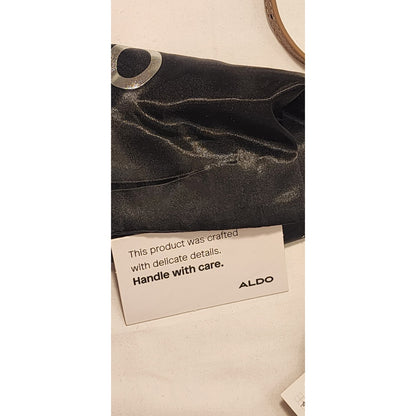 This product was crafted
with delicate details.
Handle with care.
ALDO